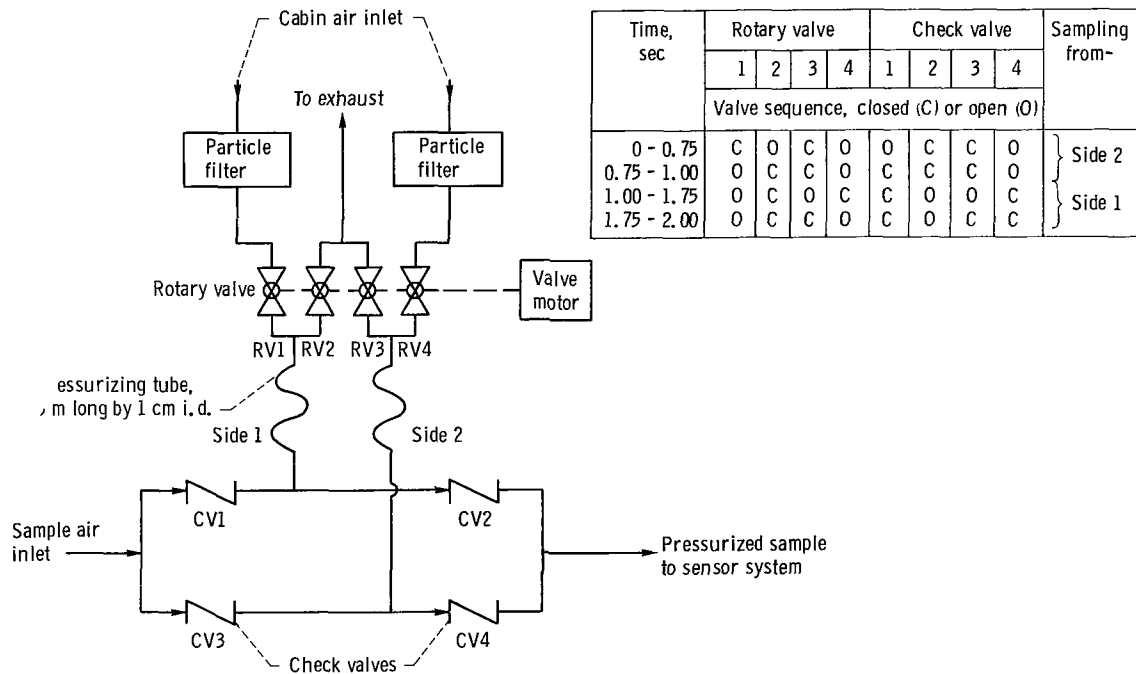 Cabin air inlet
To exhaust
Particle
filter
Particle
filter
Rotary valve
Valve
motor
RV1
RV2
RV3
RV4
essurizing tube,
m long by 1 cm i.d.
Side 1
Side 2
CV1
CV2
Sample air
inlet
Pressurized sample
to sensor system
CV3
CV4
Check valves
Time, sec Rotary valve Check valve Sampling from-
1 2 3 4 1 2 3 4
Valve sequence, closed (C) or open (O)
0 - 0.75 C O C O O C C O
0.75 - 1.00 O C C O C C C O
Side 2
1.00 - 1.75 O C O C C O O C
1.75 - 2.00 O C C O C O C C
Side 1